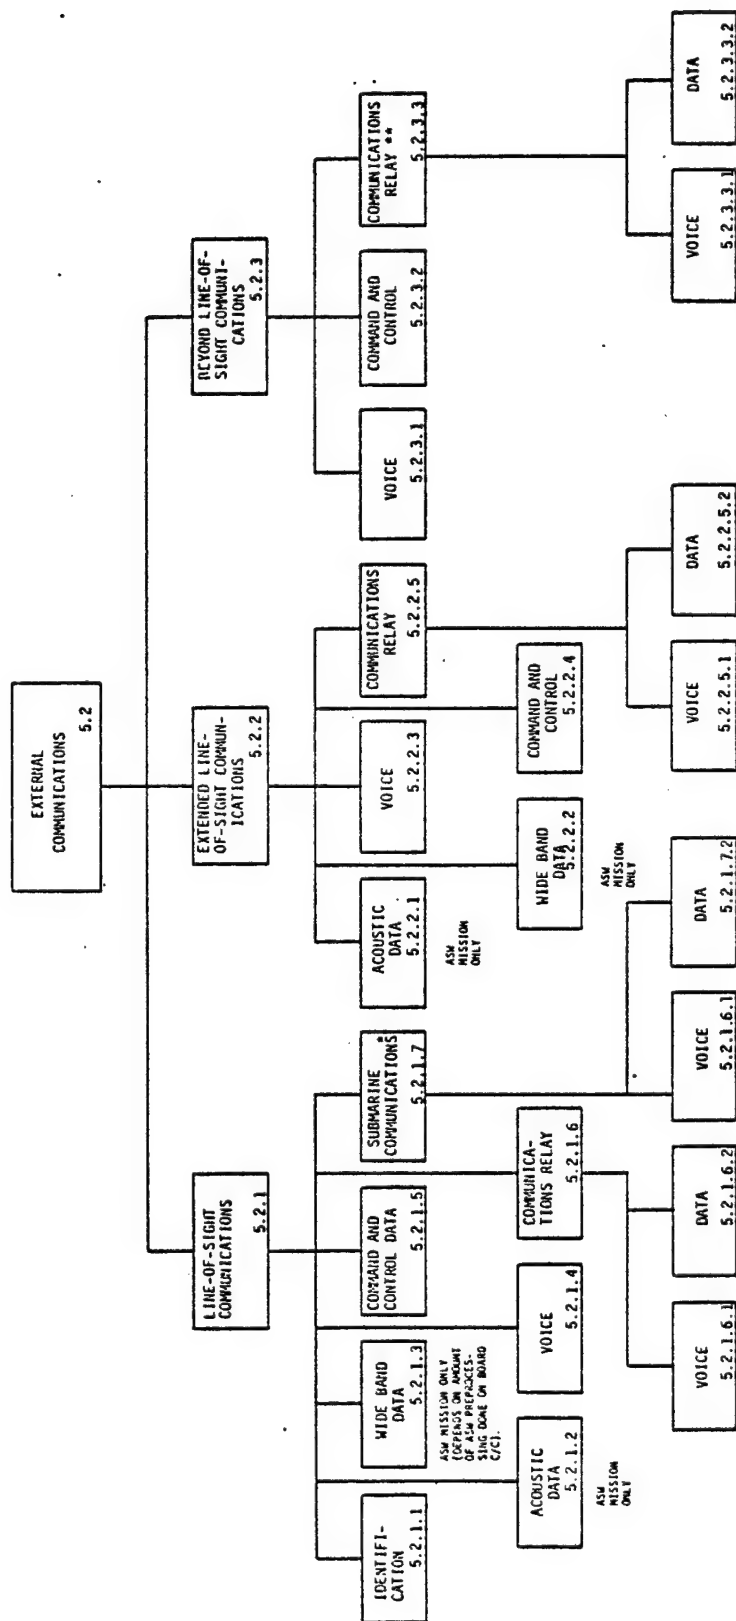 EXTERNAL
COMMUNICATIONS
5.2
LINE-OF-SIGHT
COMMUNICATIONS
5.2.1
EXTENDED LINE-
OF-SIGHT COMMUN-
ICATIONS
5.2.2
BEYOND LINE-OF-
SIGHT COMMUNI-
CATIONS
5.2.3
IDENTIFI-
CATION
5.2.1.1
WIDE BAND
DATA
5.2.1.3
ASW MISSION ONLY
(DEPENDS ON AMOUNT
OF ASW PREPROCES-
SING DONE ON BOARD
C/C).
COMMAND AND
CONTROL DATA
5.2.1.5
SUBMARINE
COMMUNICATIONS*
5.2.1.7
ACOUSTIC
DATA
5.2.2.1
ASW
MISSION
ONLY
VOICE
5.2.2.3
COMMUNICATIONS
RELAY
5.2.2.5
VOICE
5.2.3.1
COMMAND AND
CONTROL
5.2.3.2
COMMUNICATIONS
RELAY **
5.2.3.3
ACOUSTIC
DATA
5.2.1.2
ASW
MISSION
ONLY
VOICE
5.2.1.4
COMMUNICA-
TIONS RELAY
5.2.1.6
WIDE BAND
DATA
5.2.2.2
ASW
MISSION
ONLY
COMMAND AND
CONTROL
5.2.2.4
VOICE
5.2.1.6.1
DATA
5.2.1.6.2
VOICE
5.2.1.6.1
DATA
5.2.1.7.2
VOICE
5.2.2.5.1
DATA
5.2.2.5.2
VOICE
5.2.3.3.1
DATA
5.2.3.3.2